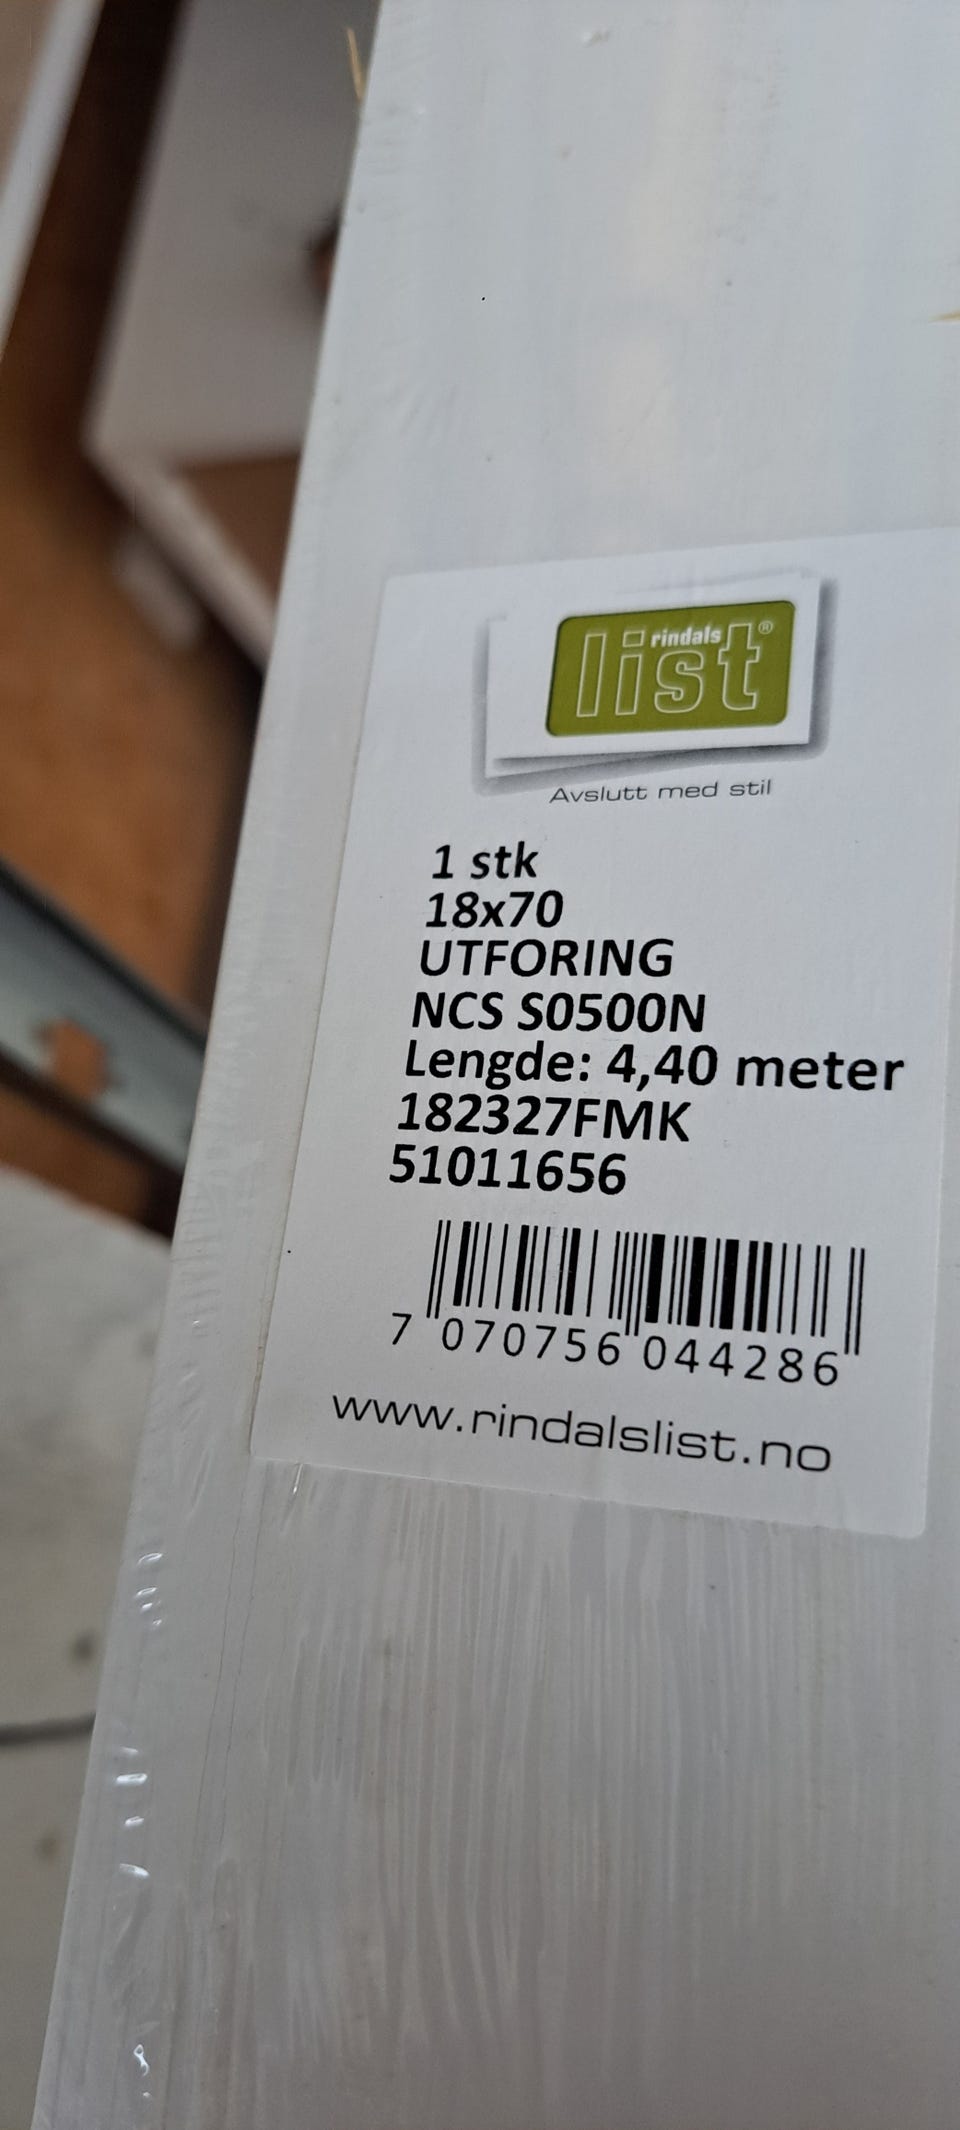 rindals
list®
Avslutt med stil
1 stk
18x70
UTFORING
NCS S0500N
Lengde: 4,40 meter
182327FMK
51011656
7 070756 044286
www.rindalslist.no